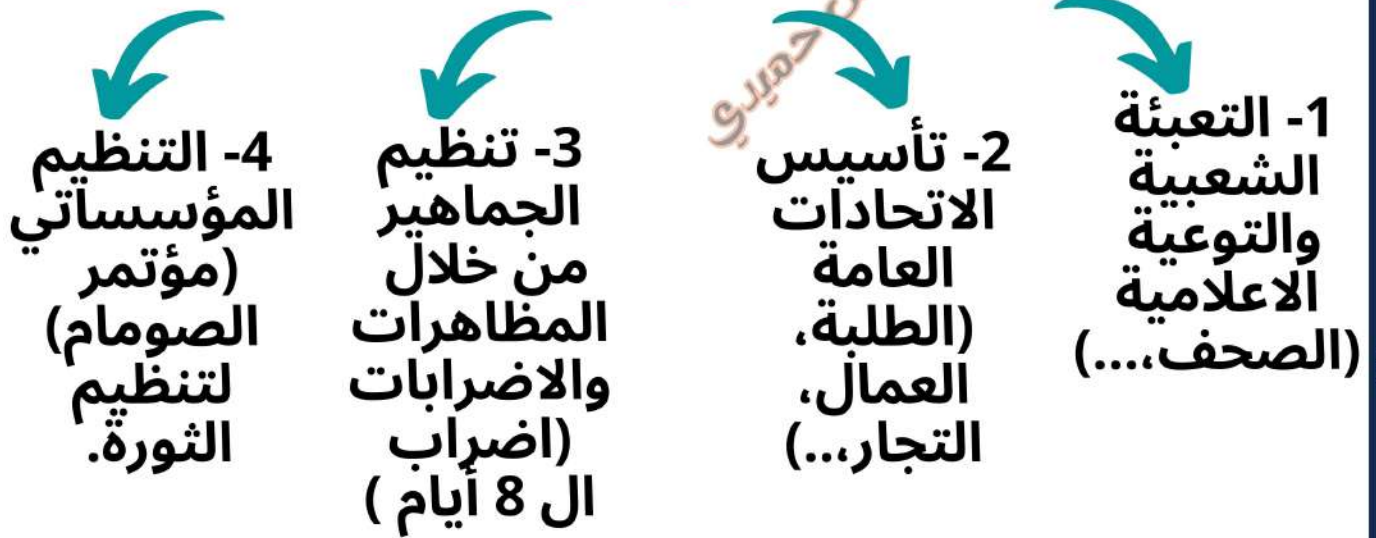 حميدي
1- التعبئة
الشعبية
والتوعية
الاعلامية
(الصحف،...)
2- تأسيس
الاتحادات
العامة
(الطلبة،
العمال،
التجار،..)
3- تنظيم
الجماهير
من خلال
المظاهرات
والاضرابات
(اضراب
ال 8 أيام )
4- التنظيم
المؤسساتي
(مؤتمر
الصومام)
لتنظيم
الثورة.